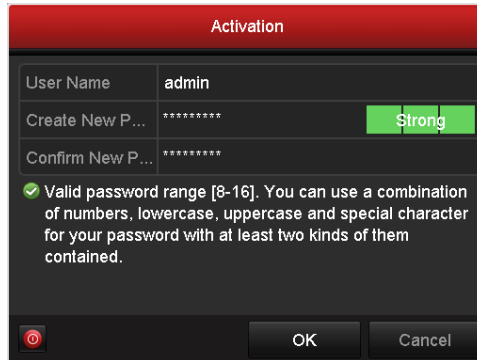 Activation
User Name admin
Create New P... ********* Strong
Confirm New P... *********
Valid password range [8-16]. You can use a combination
of numbers, lowercase, uppercase and special character
for your password with at least two kinds of them
contained.
OK Cancel